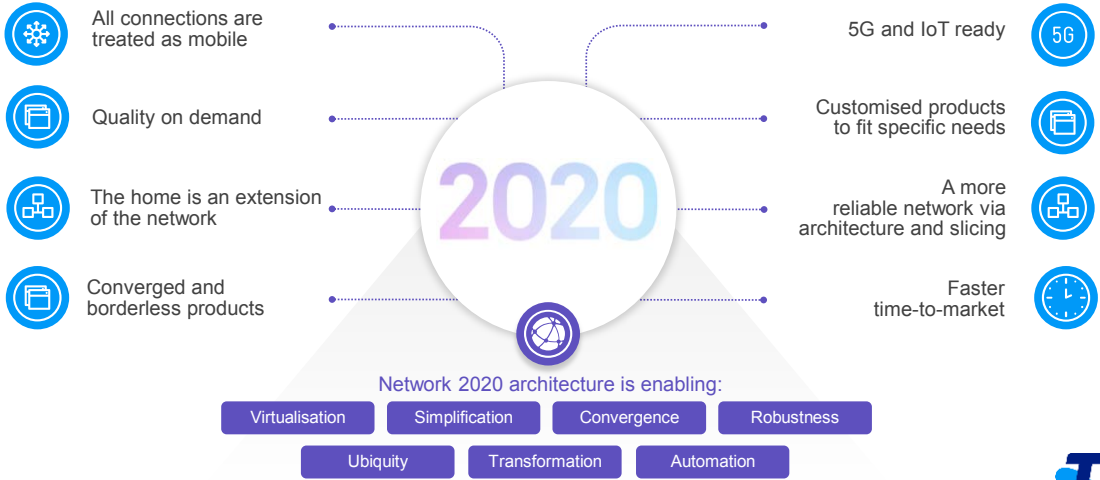 All connections are
treated as mobile
Quality on demand
The home is an extension
of the network
Converged and
borderless products
2020
5G and IoT ready
5G
Customised products
to fit specific needs
A more
reliable network via
architecture and slicing
Faster
time-to-market
Network 2020 architecture is enabling:
Virtualisation
Simplification
Convergence
Robustness
Ubiquity
Transformation
Automation